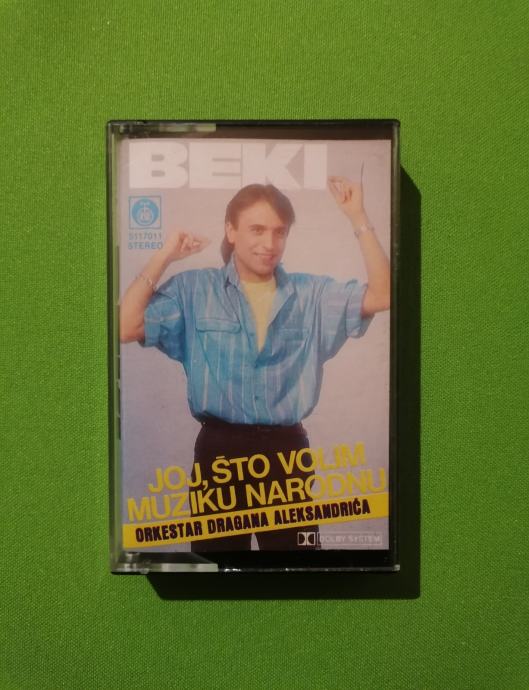 BEKI
5117011
STEREO
JOJ, ŠTO VOLIM
MUZIKU NARODNU
ORKESTAR DRAGANA ALEKSANDRIĆA
DOLBY SYSTEM